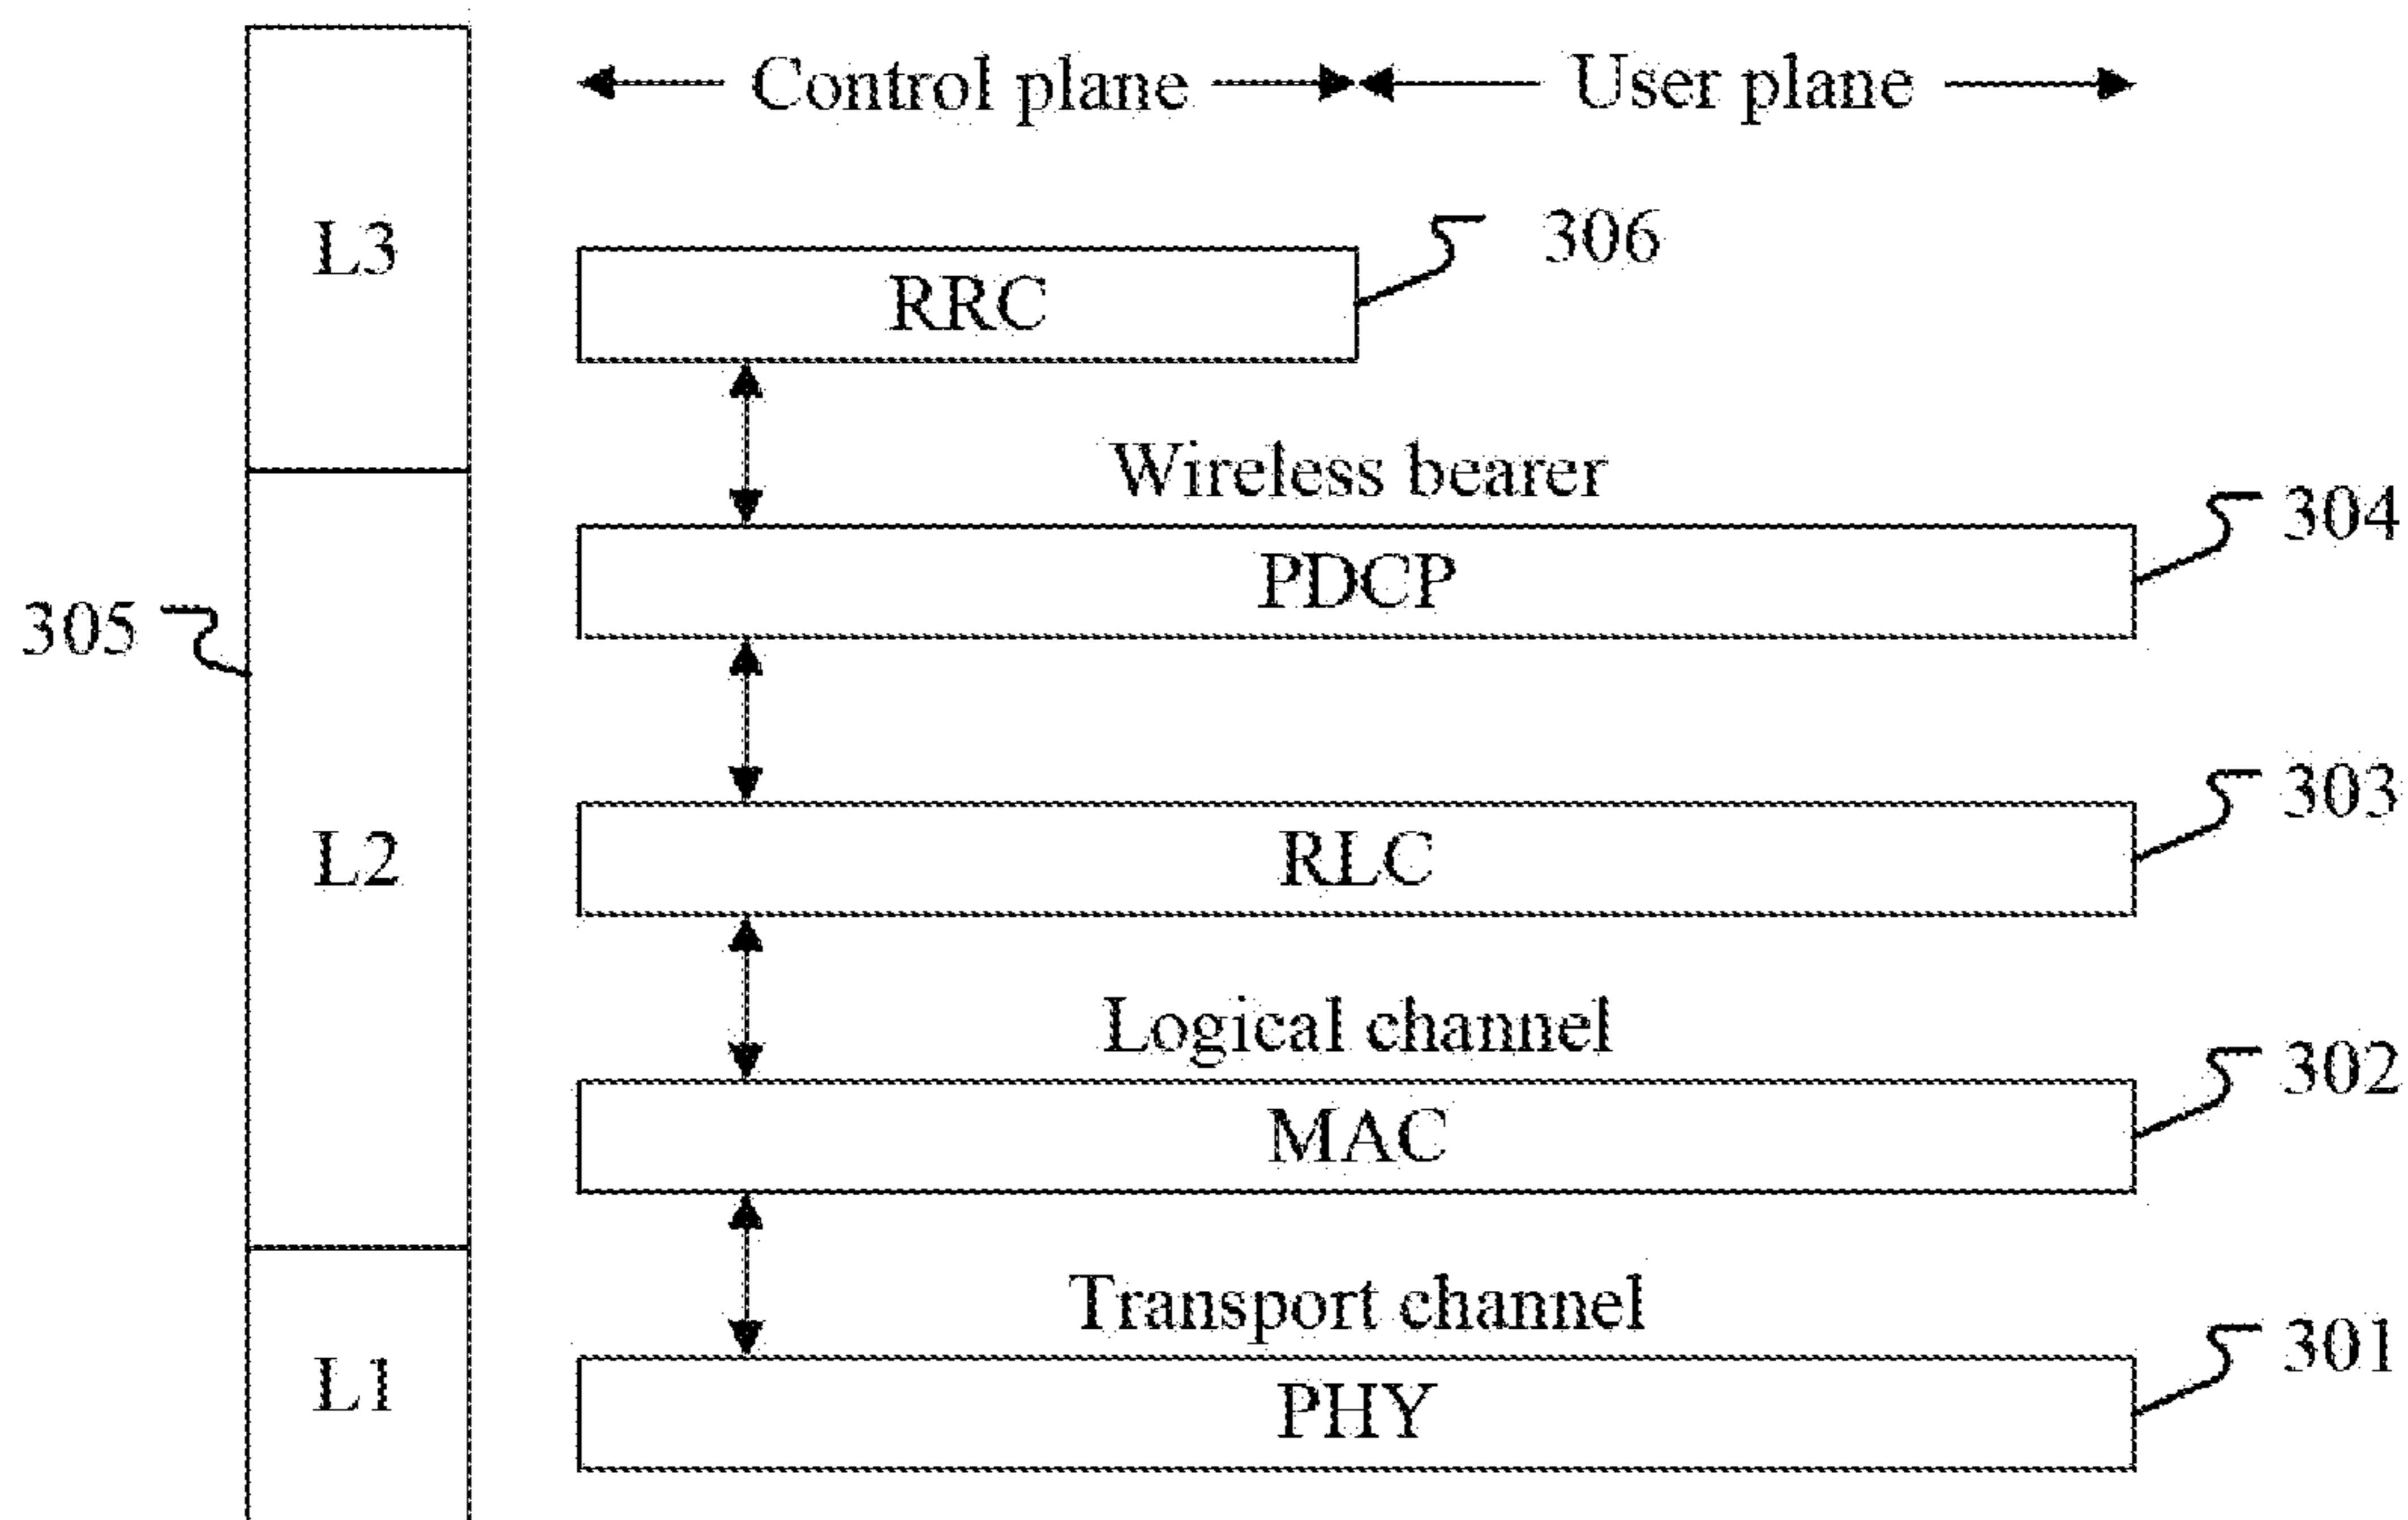 Control plane
User plane
L3
306
RRC
Wireless bearer
304
PDCP
305
303
L2
RLC
Logical channel
302
MAC
Transport channel
301
L1
PHY